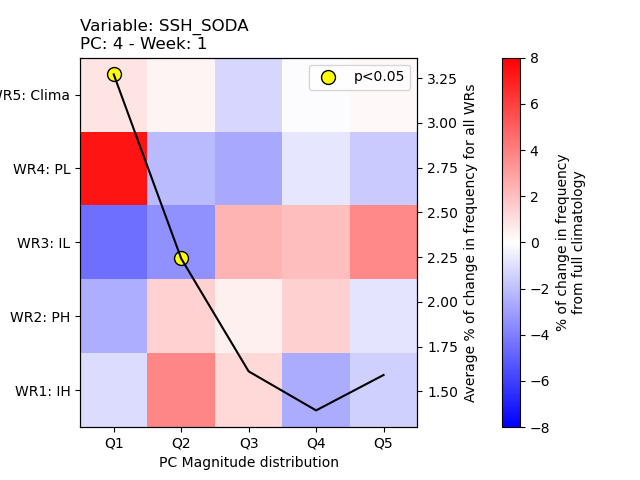 Variable: SSH_SODA
PC: 4 - Week: 1
p<0.05
WR5: Clima
WR4: PL
WR3: IL
WR2: PH
WR1: IH
Q1 Q2 Q3 Q4 Q5
PC Magnitude distribution
3.25
3.00
2.75
2.50
2.25
2.00
1.75
1.50
Average % of change in frequency for all WRs
8
6
4
2
0
−2
−4
−6
−8
% of change in frequency
from full climatology